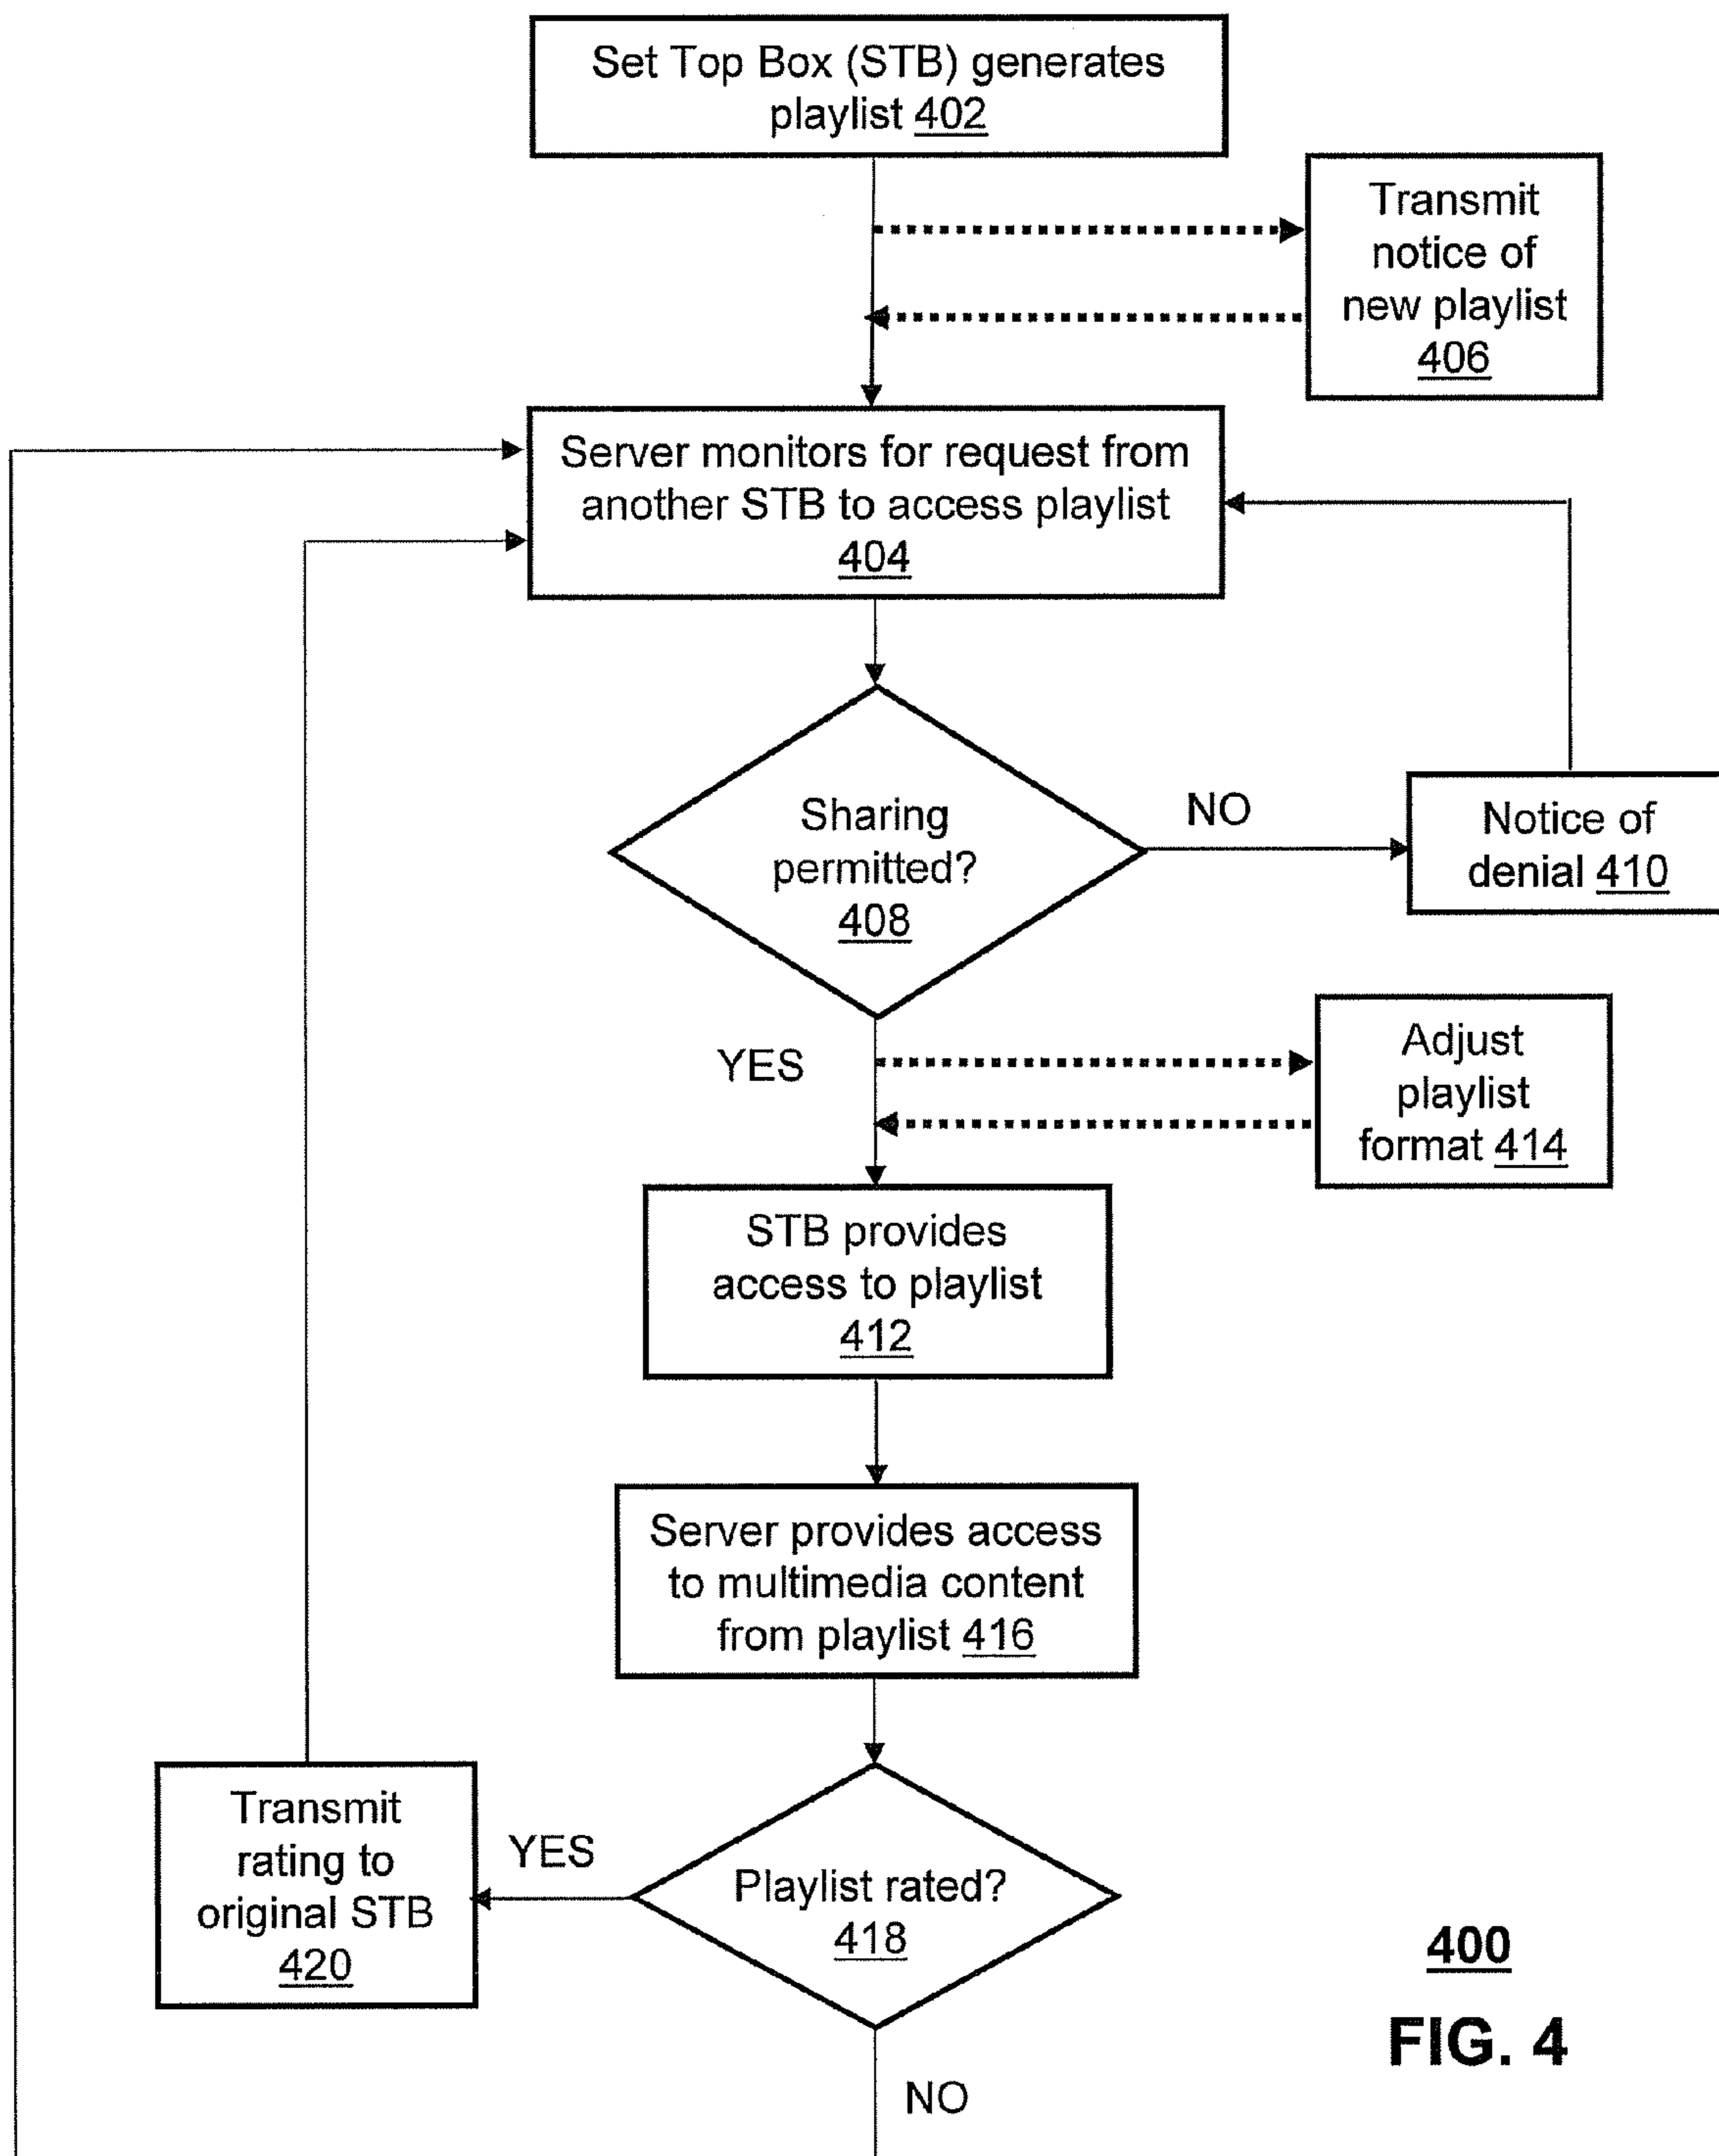 Set Top Box (STB) generates
playlist 402
Transmit
notice of
new playlist
406
Server monitors for request from
another STB to access playlist
404
Sharing
permitted?
408
NO
Notice of
denial 410
YES
Adjust
playlist
format 414
STB provides
access to playlist
412
Server provides access
to multimedia content
from playlist 416
Transmit
rating to
original STB
420
YES
Playlist rated?
418
NO
400
FIG. 4